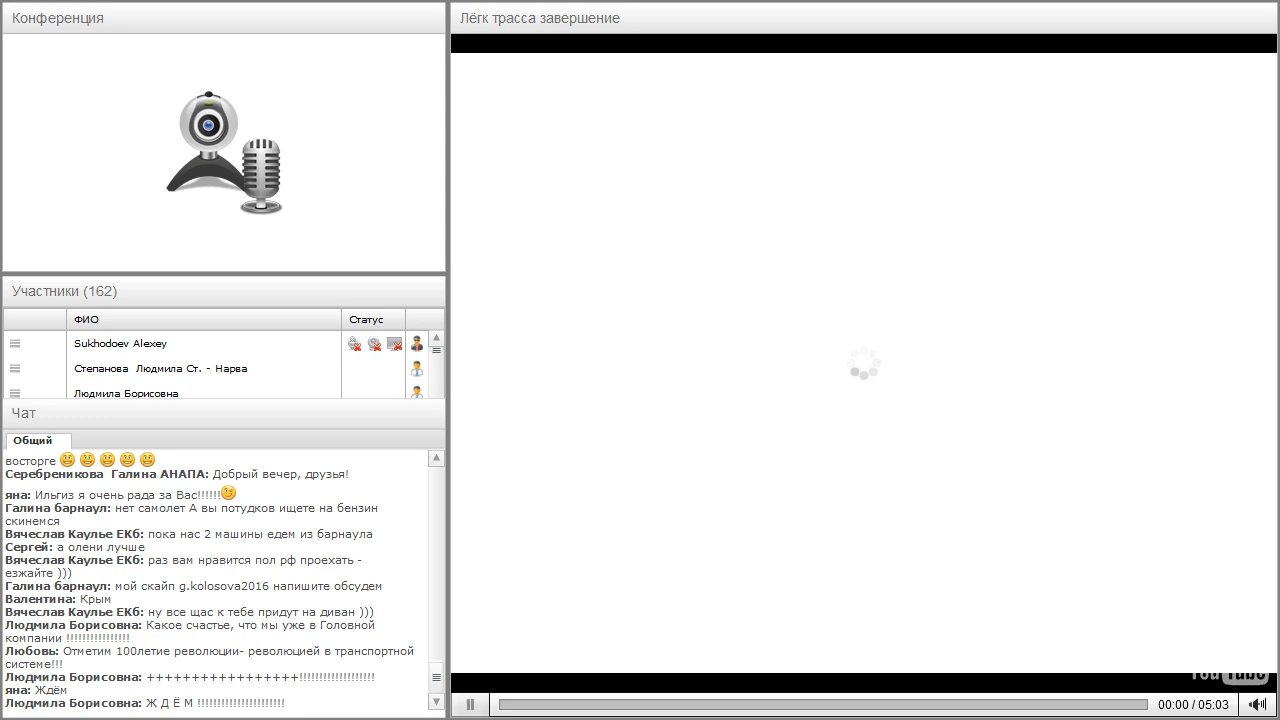 Конференция
Лёгк трасса завершение
Участники (162)
ФИО Статус
Sukhodoev Alexey
Степанова Людмила Ст. - Нарва
Людмила Борисовна
Чат
Общий
восторге
Серебреникова Галина АНАПА: Добрый вечер, друзья!
яна: Ильгиз я очень рада за Вас!!!!!!
Галина барнаул: нет самолет А вы потудков ищете на бензин
скинемся
Вячеслав Каулье ЕКб: пока нас 2 машины едем из барнаула
Сергей: а олени лучше
Вячеслав Каулье ЕКб: раз вам нравится пол рф проехать -
езжайте )))
Галина барнаул: мой скайп g.kolosova2016 напишите обсудем
Валентина: Крым
Вячеслав Каулье ЕКб: ну все щас к тебе придут на диван )))
Людмила Борисовна: Какое счастье, что мы уже в Головной
компании !!!!!!!!!!!!!!!!
Любовь: Отметим 100летие революции- революцией в транспортной
системе!!!
Людмила Борисовна: +++++++++++++++++!!!!!!!!!!!!!!!!!!!
яна: Ждём
Людмила Борисовна: Ж Д Ё М !!!!!!!!!!!!!!!!!!!!!!
YouTube
00:00 / 05:03